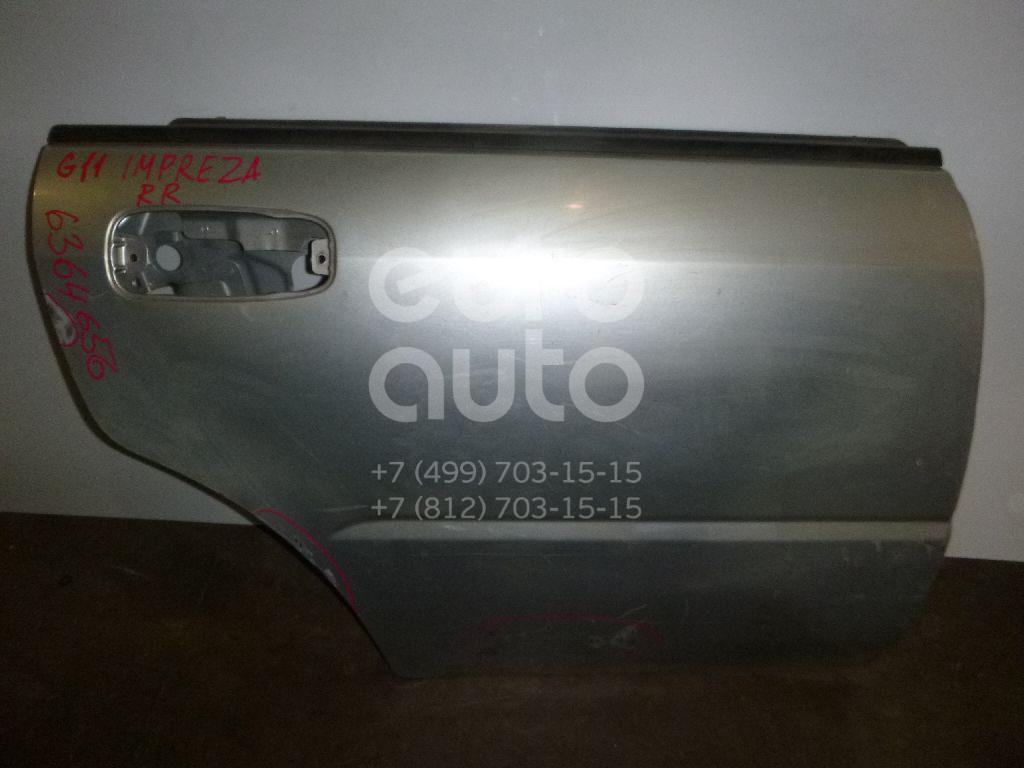 G11 IMPREZA
RR
6364656
euro
auto
+7 (499) 703-15-15
+7 (812) 703-15-15